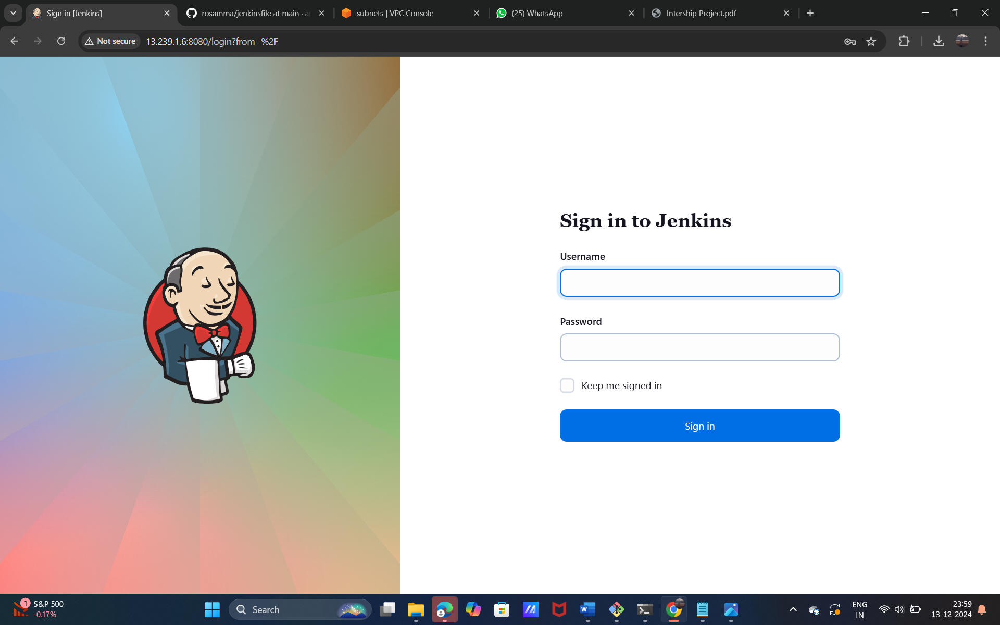 Sign in [Jenkins]
rosamma/jenkinsfile at main · a
subnets | VPC Console
(25) WhatsApp
Intership Project.pdf
Not secure
13.239.1.6:8080/login?from=%2F
Sign in to Jenkins
Username
Password
Keep me signed in
Sign in
1
S&P 500
-0.17%
Search
W
ENG
IN
23:59
13-12-2024